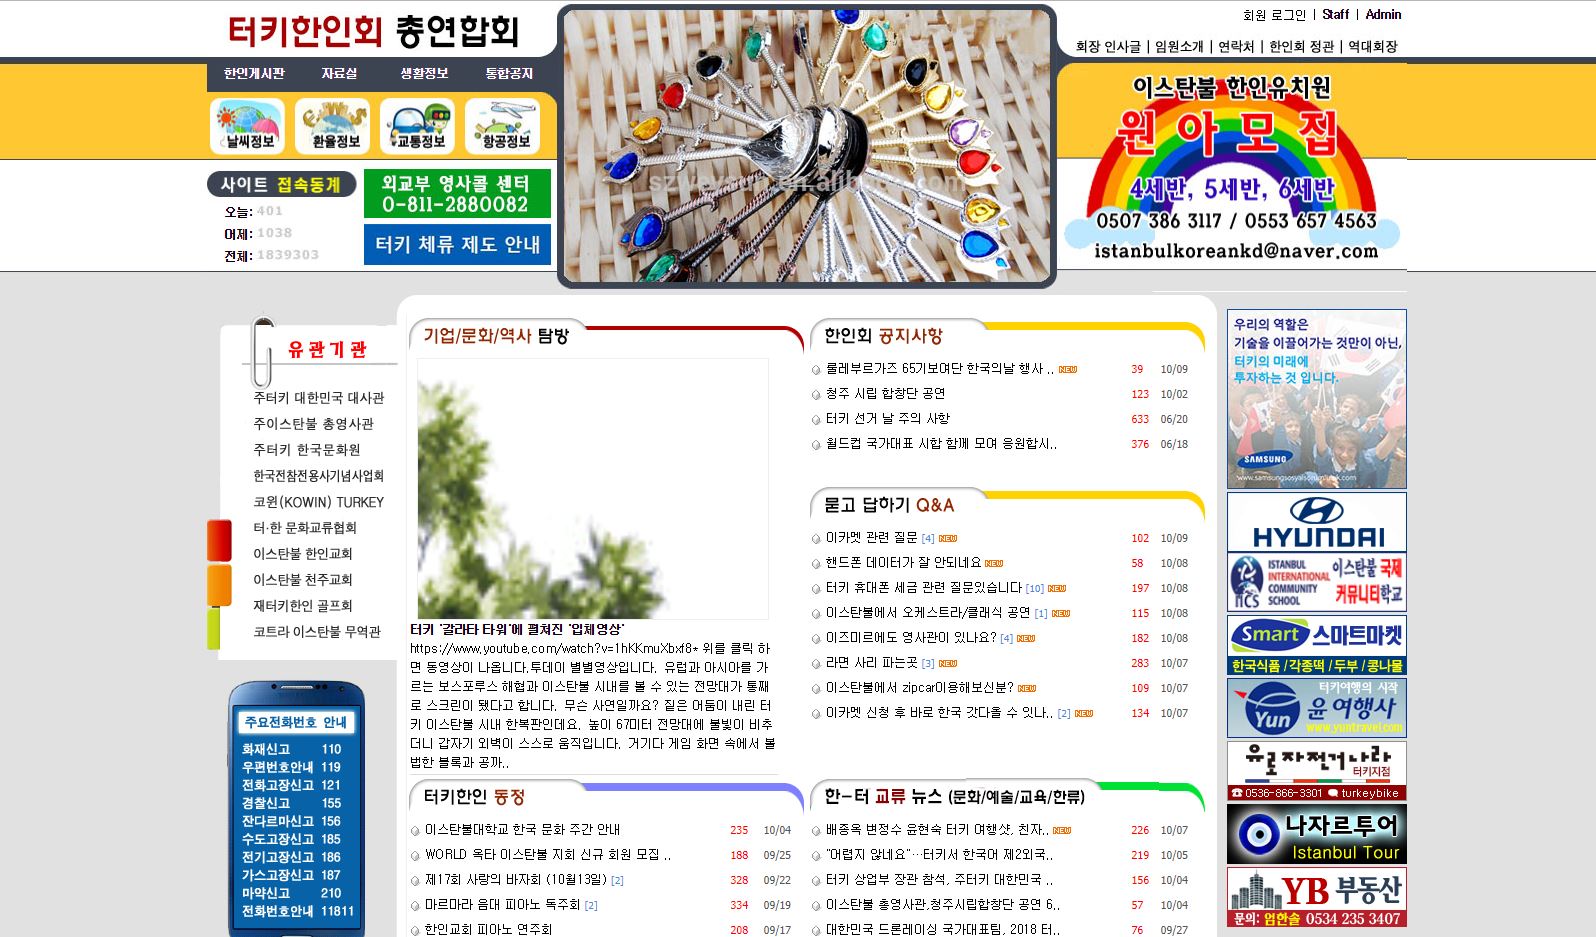 터키한인회 총연합회
회원 로그인 | Staff | Admin
회장 인사글 | 임원소개 | 연락처 | 한인회 정관 | 역대회장
한인게시판 자료실 생활정보 통합공지
날씨정보 환율정보 교통정보 항공정보
사이트 접속통계
오늘: 401
어제: 1038
전체: 1839303
외교부 영사콜 센터
0-811-2880082
터키 체류 제도 안내
이스탄불 한인유치원
원아모집
4세반, 5세반, 6세반
0507 386 3117 / 0553 657 4563
istanbulkoreankd@naver.com
유관기관
주터키 대한민국 대사관
주이스탄불 총영사관
주터키 한국문화원
한국전참전용사기념사업회
코윈(KOWIN) TURKEY
터·한 문화교류협회
이스탄불 한인교회
이스탄불 천주교회
재터키한인 골프회
코트라 이스탄불 무역관
주요전화번호 안내
화재신고 110
우편번호안내 119
전화고장신고 121
경찰신고 155
잔다르마신고 156
수도고장신고 185
전기고장신고 186
가스고장신고 187
마약신고 210
전화번호안내 11811
기업/문화/역사 탐방
터키 '갈라타 타워'에 펼쳐진 '입체영상'
https://www.youtube.com/watch?v=1hKKmuXbxf8* 위를 클릭 하
면 동영상이 나옵니다.투데이 별별영상입니다. 유럽과 아시아를 가
르는 보스포루스 해협과 이스탄불 시내를 볼 수 있는 전망대가 통째
로 스크린이 됐다고 합니다. 무슨 사연일까요? 짙은 어둠이 내린 터
키 이스탄불 시내 한복판인데요. 높이 67미터 전망대에 불빛이 비추
더니 갑자기 외벽이 스스로 움직입니다. 거기다 게임 화면 속에서 볼
법한 블록과 공까..
터키한인 동정
이스탄불대학교 한국 문화 주간 안내 235 10/04
WORLD 옥타 이스탄불 지회 신규 회원 모집 .. 188 09/25
제17회 사랑의 바자회 (10월13일) [2] 328 09/22
마르마라 음대 피아노 독주회 [2] 334 09/19
한인교회 피아노 연주회 208 09/17
한인회 공지사항
룰레부르가즈 65기보여단 한국의날 행사 .. NEW 39 10/09
청주 시립 합창단 공연 123 10/02
터키 선거 날 주의 사항 633 06/20
월드컵 국가대표 시합 함께 모여 응원합시.. 376 06/18
묻고 답하기 Q&A
이카멧 관련 질문 [4] NEW 102 10/09
핸드폰 데이터가 잘 안되네요 NEW 58 10/08
터키 휴대폰 세금 관련 질문있습니다 [10] NEW 197 10/08
이스탄불에서 오케스트라/클래식 공연 [1] NEW 115 10/08
이즈미르에도 영사관이 있나요? [4] NEW 182 10/08
라면 사리 파는곳 [3] NEW 283 10/07
이스탄불에서 zipcar이용해보신분? NEW 109 10/07
이카멧 신청 후 바로 한국 갔다올 수 있나.. [2] NEW 134 10/07
한-터 교류 뉴스 (문화/예술/교육/한류)
배종옥 변정수 윤현숙 터키 여행샷, 친자.. NEW 226 10/07
"어렵지 않네요"…터키서 한국어 제2외국.. 219 10/05
터키 상업부 장관 참석, 주터키 대한민국 .. 156 10/04
이스탄불 총영사관,청주시립합창단 공연 6.. 57 10/04
대한민국 드론레이싱 국가대표팀, 2018 터.. 76 09/27
우리의 역할은
기술을 이끌어가는 것만이 아닌,
터키의 미래에
투자하는 것 입니다.
SAMSUNG
HYUNDAI
ISTANBUL INTERNATIONAL COMMUNITY SCHOOL
IICS
이스탄불 국제
커뮤니티학교
Smart 스마트마켓
한국식품 / 각종떡 / 두부 / 콩나물
터키여행의 시작
Yun 윤 여행사
www.yuntravel.com
유로자전거나라
터키지점
0536-866-3301 turkeybike
나자르투어
Istanbul Tour
YB 부동산
문의: 엄한솔 0534 235 3407